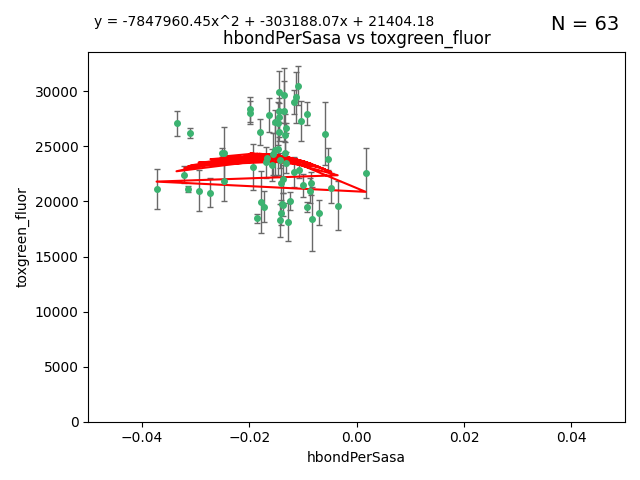 y = -7847960.45x^2 + -303188.07x + 21404.18
N = 63
hbondPerSasa vs toxgreen_fluor
30000
25000
20000
15000
10000
5000
0
toxgreen_fluor
−0.04
−0.02
0.00
0.02
0.04
hbondPerSasa